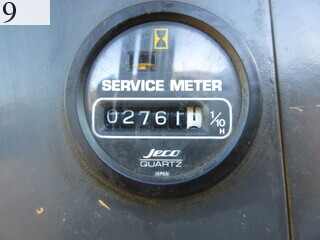 9
SERVICE METER
02761
1/10
H
Jeco
QUARTZ
JAPAN